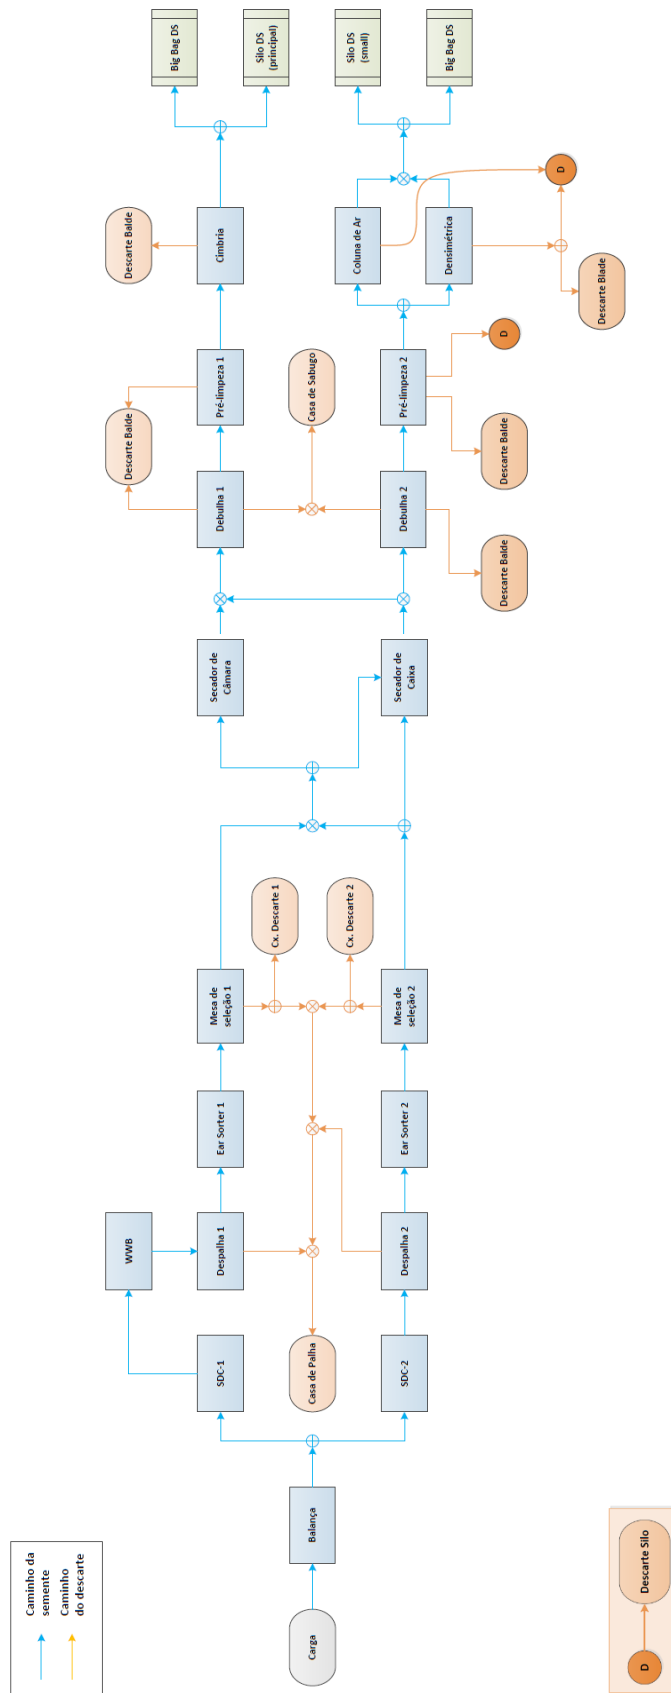 Caminho da
semente
Caminho
do descarte
Carga
Balança
SDC-1
WWB
Despalha 1
Ear Sorter 1
Mesa de
seleção 1
Cx. Descarte 1
Casa de Palha
SDC-2
Despalha 2
Ear Sorter 2
Mesa de
seleção 2
Cx. Descarte 2
Secador de
Câmara
Secador de
Caixa
Debulha 1
Pré-limpeza 1
Descarte Balde
Casa de Sabugo
Debulha 2
Pré-limpeza 2
Descarte Balde
Descarte Balde
D
Cimbria
Descarte Balde
Big Bag DS
Silo DS
(principal)
Coluna de Ar
Densimétrica
Descarte Blade
D
Silo DS
(small)
Big Bag DS
D
Descarte Silo